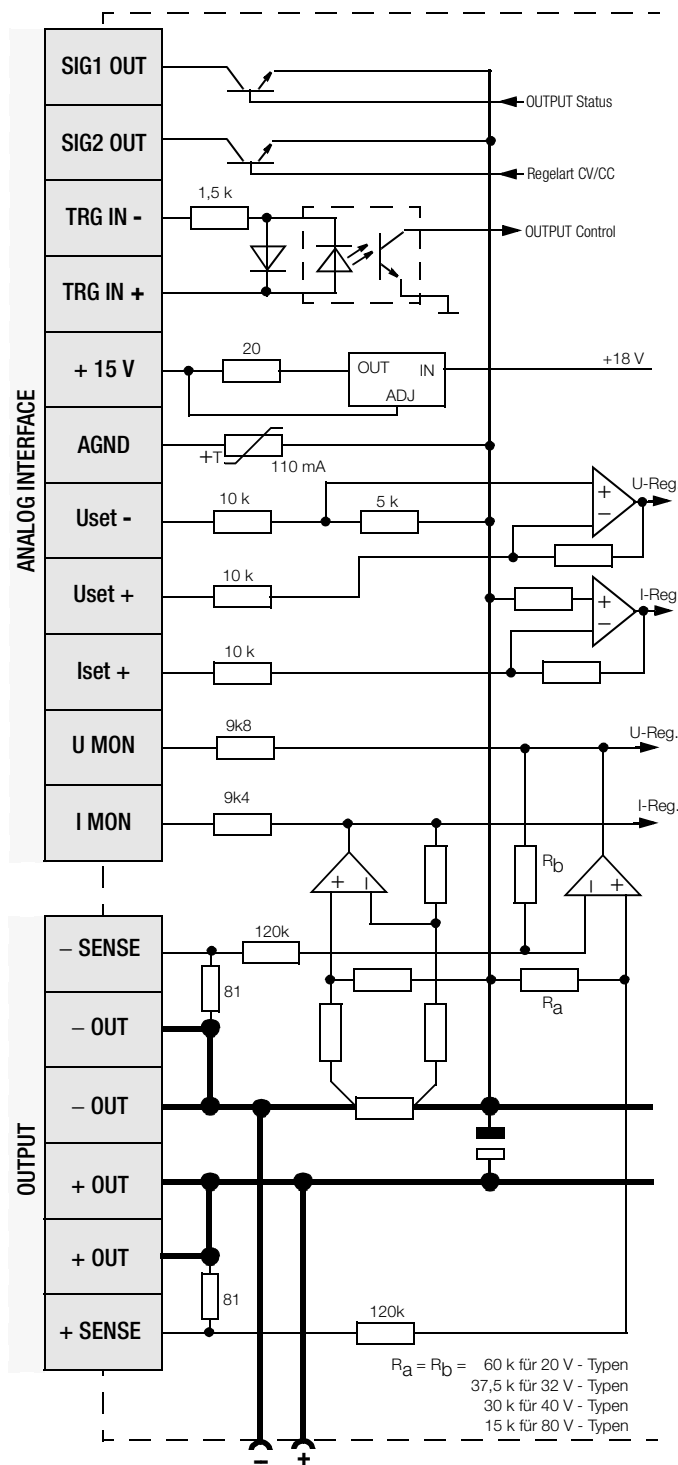 SIG1 OUT
OUTPUT Status
SIG2 OUT
Regelart CV/CC
1,5 k
TRG IN -
OUTPUT Control
TRG IN +
20
+18 V
+ 15 V
OUT
IN
ADJ
AGND
+T
110 mA
ANALOG INTERFACE
U-Reg
10 k
5 k
+
−
Uset -
10 k
Uset +
I-Reg
+
−
10 k
Iset +
9k8
U-Reg.
U MON
9k4
I-Reg.
I MON
+
−
Rb
−
+
− SENSE
120k
81
Ra
− OUT
− OUT
OUTPUT
+ OUT
+ OUT
81
120k
+ SENSE
Ra = Rb = 60 k für 20 V - Typen
37,5 k für 32 V - Typen
30 k für 40 V - Typen
15 k für 80 V - Typen
−
+